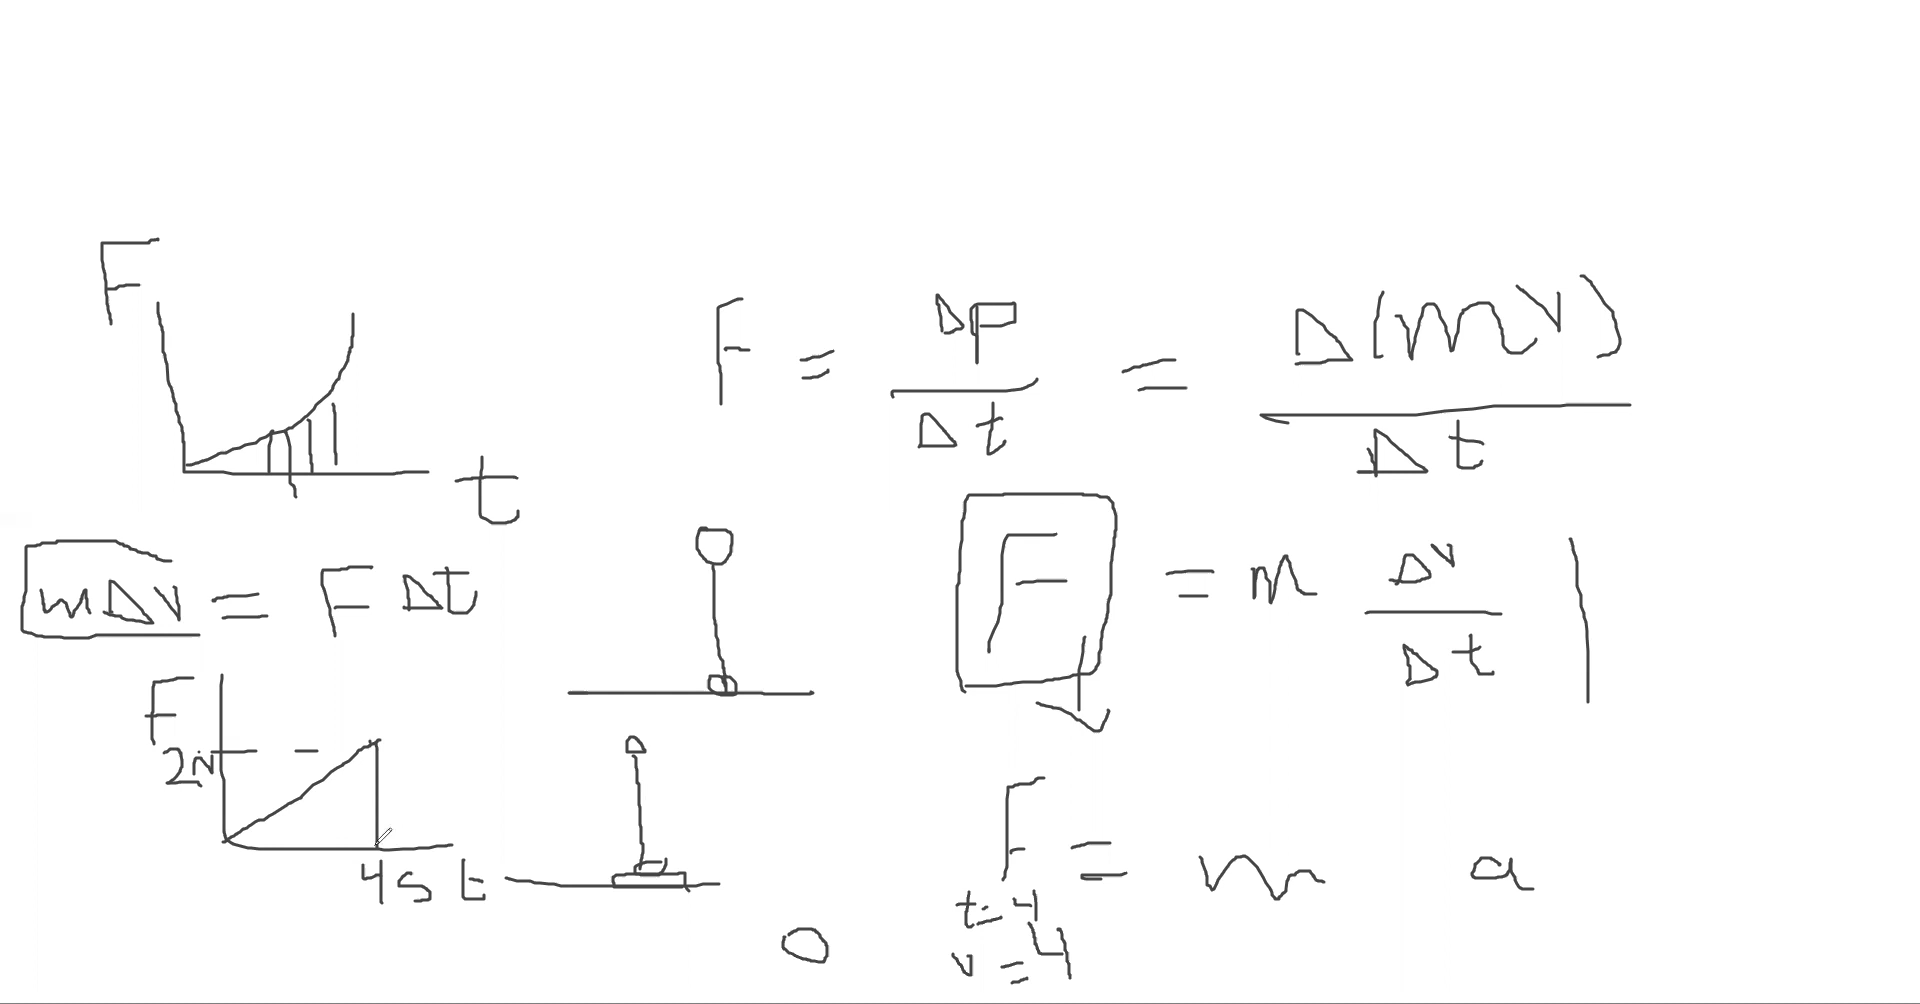 F
t
F = Δp / Δt = Δ(mv) / Δt
mΔv = FΔt
F = m Δv / Δt
F
2N
4s t
F = m a
t = 4
v = 4